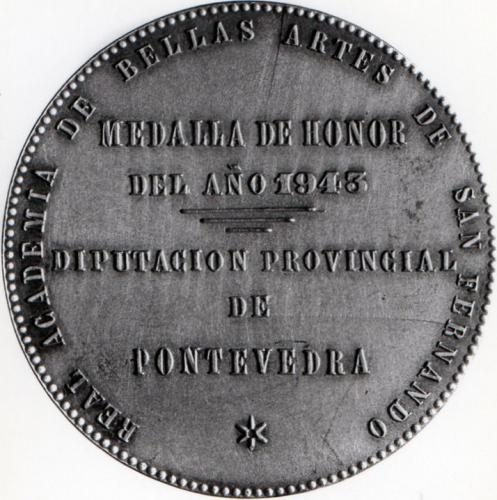 REAL ACADEMIA DE BELLAS ARTES DE SAN FERNANDO
MEDALLA DE HONOR
DEL AÑO 1943
DIPUTACION PROVINCIAL
DE
PONTEVEDRA